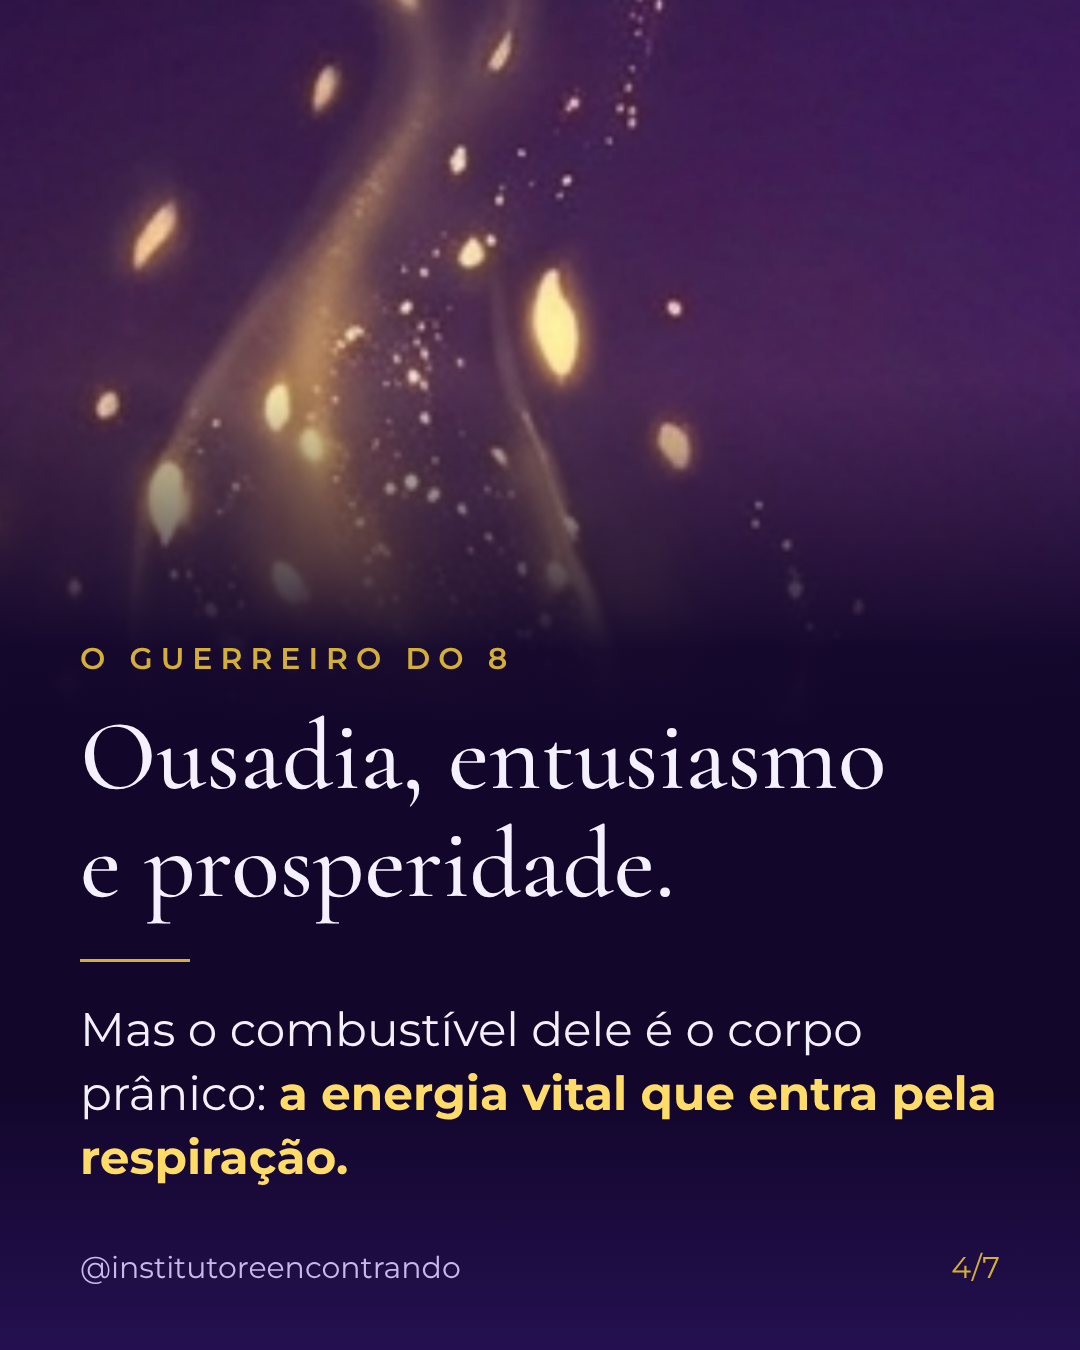 O GUERREIRO DO 8
Ousadia, entusiasmo
e prosperidade.
Mas o combustível dele é o corpo
prânico: a energia vital que entra pela
respiração.
@institutoreencontrando
4/7